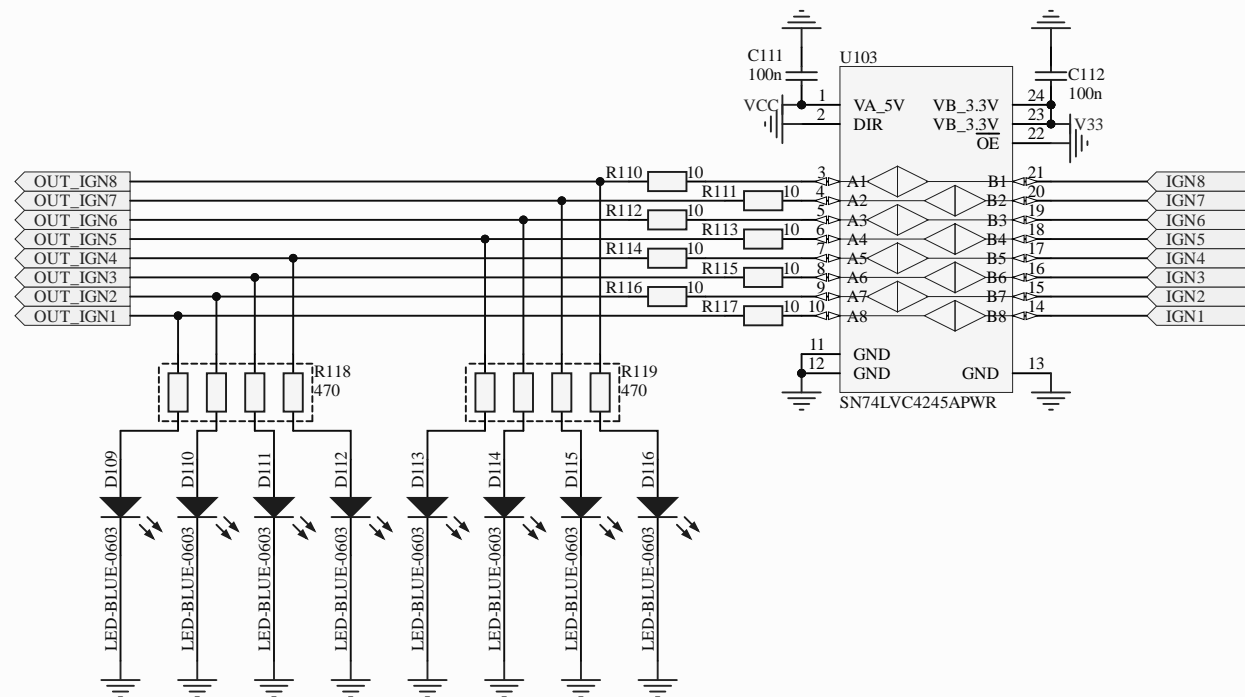 C111
100n
U103
C112
100n
VCC
1
VA_5V
VB_3.3V
24
2
DIR
VB_3.3V
23
V33
OE
22
OUT_IGN8
R110
10
3
A1
B1
21
IGN8
OUT_IGN7
R111
10
4
A2
B2
20
IGN7
OUT_IGN6
R112
10
5
A3
B3
19
IGN6
OUT_IGN5
R113
10
6
A4
B4
18
IGN5
OUT_IGN4
R114
10
7
A5
B5
17
IGN4
OUT_IGN3
R115
10
8
A6
B6
16
IGN3
OUT_IGN2
R116
10
9
A7
B7
15
IGN2
OUT_IGN1
R117
10
10
A8
B8
14
IGN1
11
GND
12
GND
GND
13
SN74LVC4245APWR
R118
470
R119
470
D109
D110
D111
D112
D113
D114
D115
D116
LED-BLUE-0603
LED-BLUE-0603
LED-BLUE-0603
LED-BLUE-0603
LED-BLUE-0603
LED-BLUE-0603
LED-BLUE-0603
LED-BLUE-0603